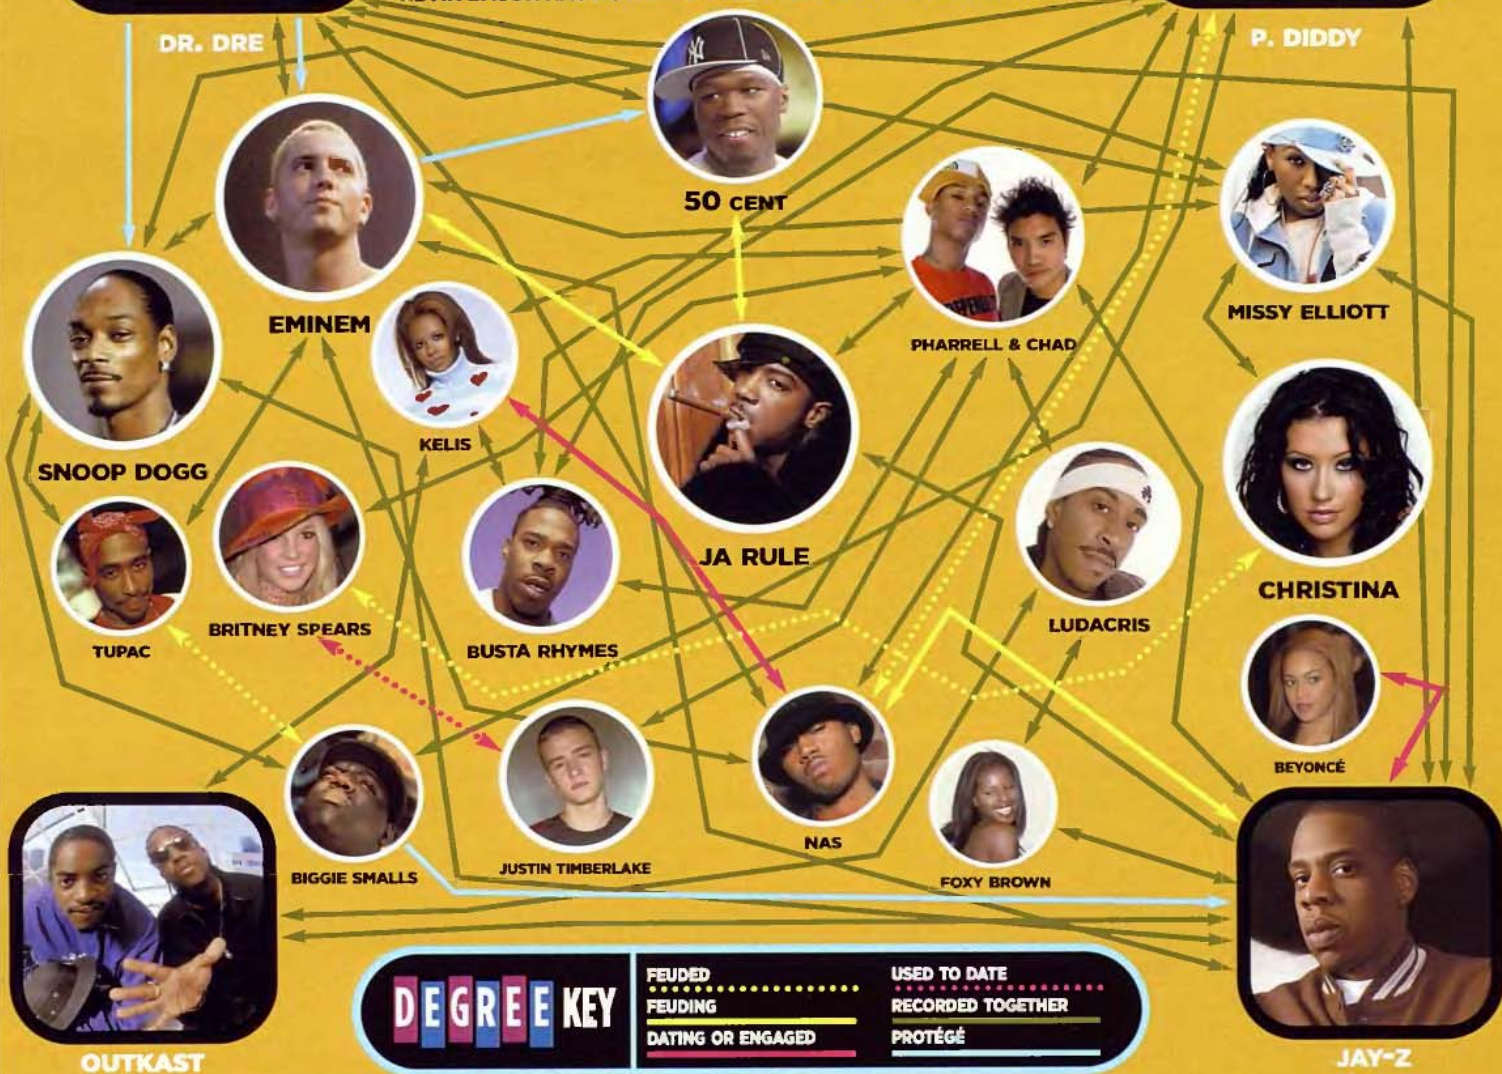 DR. DRE
P. DIDDY
50 CENT
EMINEM
MISSY ELLIOTT
PHARRELL & CHAD
KELIS
SNOOP DOGG
JA RULE
CHRISTINA
LUDACRIS
BRITNEY SPEARS
TUPAC
BUSTA RHYMES
BEYONCÉ
NAS
JUSTIN TIMBERLAKE
BIGGIE SMALLS
FOXY BROWN
DEGREE KEY
FEUDED
FEUDING
DATING OR ENGAGED
USED TO DATE
RECORDED TOGETHER
PROTÉGÉ
OUTKAST
JAY-Z